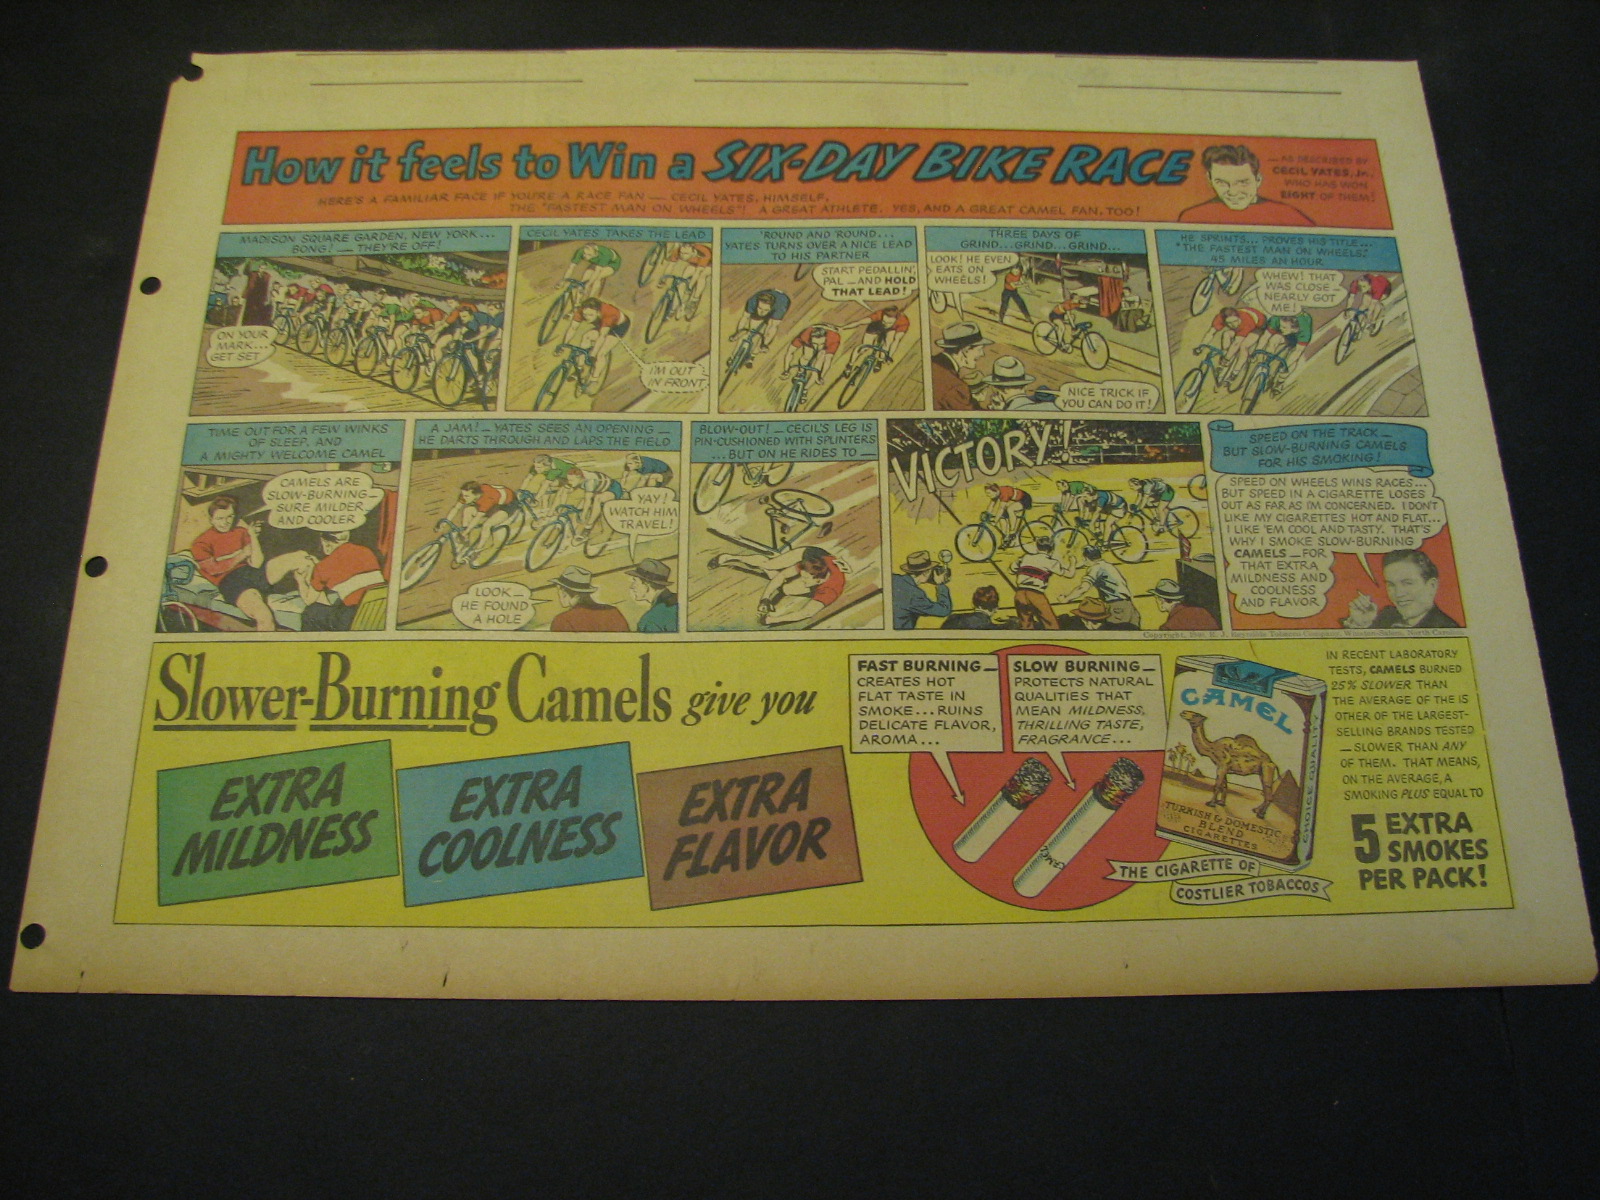 How it feels to Win a SIX-DAY BIKE RACE
HERE'S A FAMILIAR FACE IF YOU'RE A RACE FAN — CECIL YATES, HIMSELF,
THE "FASTEST MAN ON WHEELS"! A GREAT ATHLETE. YES, AND A GREAT CAMEL FAN, TOO!
— AS DESCRIBED BY
CECIL YATES, Jr.
WHO HAS WON
EIGHT OF THEM!
MADISON SQUARE GARDEN, NEW YORK...
BONG! — THEY'RE OFF!
ON YOUR
MARK...
GET SET
CECIL YATES TAKES THE LEAD
I'M OUT
IN FRONT
'ROUND AND 'ROUND...
YATES TURNS OVER A NICE LEAD
TO HIS PARTNER
START PEDALLIN',
PAL — AND HOLD
THAT LEAD!
THREE DAYS OF
GRIND...GRIND...GRIND...
LOOK! HE EVEN
EATS ON
WHEELS!
NICE TRICK IF
YOU CAN DO IT!
HE SPRINTS... PROVES HIS TITLE...
"THE FASTEST MAN ON WHEELS."
45 MILES AN HOUR
WHEW! THAT
WAS CLOSE —
NEARLY GOT
ME!
TIME OUT FOR A FEW WINKS
OF SLEEP, AND
A MIGHTY WELCOME CAMEL
CAMELS ARE
SLOW-BURNING —
SURE MILDER
AND COOLER
A JAM! — YATES SEES AN OPENING —
HE DARTS THROUGH AND LAPS THE FIELD
YAY!
WATCH HIM
TRAVEL!
LOOK —
HE FOUND
A HOLE
BLOW-OUT! — CECIL'S LEG IS
PIN-CUSHIONED WITH SPLINTERS
...BUT ON HE RIDES TO —
VICTORY!
SPEED ON THE TRACK —
BUT SLOW-BURNING CAMELS
FOR HIS SMOKING!
SPEED ON WHEELS WINS RACES...
BUT SPEED IN A CIGARETTE LOSES
OUT AS FAR AS I'M CONCERNED. I DON'T
LIKE MY CIGARETTES HOT AND FLAT...
I LIKE 'EM COOL AND TASTY. THAT'S
WHY I SMOKE SLOW-BURNING
CAMELS — FOR
THAT EXTRA
MILDNESS AND
COOLNESS
AND FLAVOR
Copyright, 1940, R. J. Reynolds Tobacco Company, Winston-Salem, North Carolina
Slower-Burning Camels give you
EXTRA
MILDNESS
EXTRA
COOLNESS
EXTRA
FLAVOR
FAST BURNING —
CREATES HOT
FLAT TASTE IN
SMOKE...RUINS
DELICATE FLAVOR,
AROMA...
SLOW BURNING —
PROTECTS NATURAL
QUALITIES THAT
MEAN MILDNESS,
THRILLING TASTE,
FRAGRANCE...
CAMEL
CAMEL
TURKISH & DOMESTIC
BLEND
CIGARETTES
CHOICE QUALITY
THE CIGARETTE OF
COSTLIER TOBACCOS
IN RECENT LABORATORY
TESTS, CAMELS BURNED
25% SLOWER THAN
THE AVERAGE OF THE 15
OTHER OF THE LARGEST-
SELLING BRANDS TESTED
— SLOWER THAN ANY
OF THEM. THAT MEANS,
ON THE AVERAGE, A
SMOKING PLUS EQUAL TO
5 EXTRA
SMOKES
PER PACK!